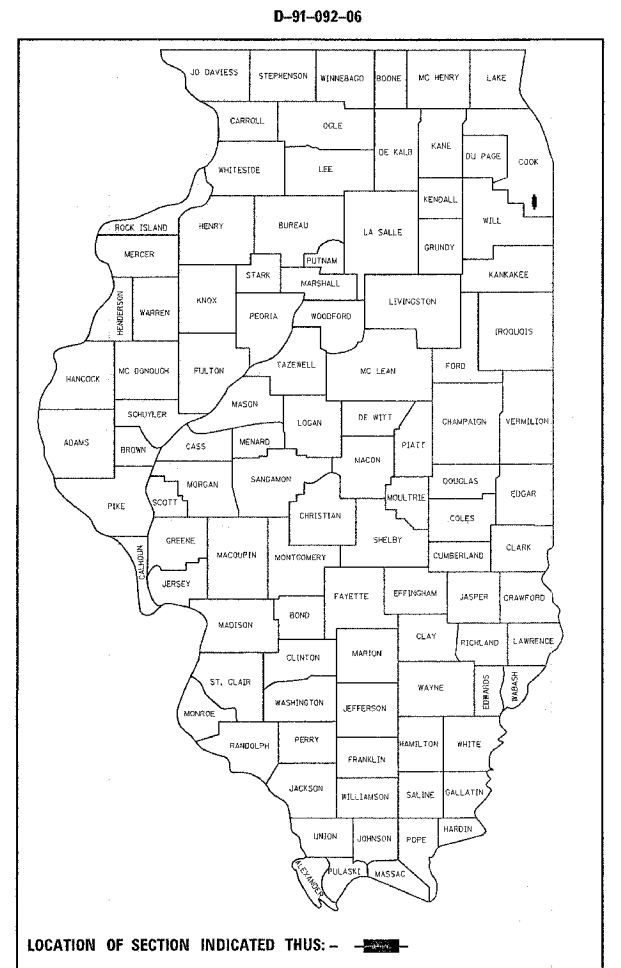 D-91-092-06
JO DAVIESS
STEPHENSON
WINNEBAGO
BOONE
MC HENRY
LAKE
CARROLL
OGLE
DE KALB
KANE
DU PAGE
COOK
WHITESIDE
LEE
KENDALL
WILL
ROCK ISLAND
HENRY
BUREAU
LA SALLE
GRUNDY
MERCER
PUTNAM
STARK
MARSHALL
KANKAKEE
HENDERSON
WARREN
KNOX
PEORIA
WOODFORD
LIVINGSTON
IROQUOIS
HANCOCK
MC DONOUGH
FULTON
TAZEWELL
MC LEAN
FORD
SCHUYLER
MASON
LOGAN
DE WITT
CHAMPAIGN
VERMILION
ADAMS
BROWN
CASS
MENARD
MACON
PIATT
MORGAN
SANGAMON
DOUGLAS
EDGAR
PIKE
SCOTT
CHRISTIAN
MOULTRIE
COLES
GREENE
MACOUPIN
MONTGOMERY
SHELBY
CUMBERLAND
CLARK
CALHOUN
JERSEY
FAYETTE
EFFINGHAM
JASPER
CRAWFORD
MADISON
BOND
CLAY
RICHLAND
LAWRENCE
CLINTON
MARION
ST. CLAIR
WAYNE
EDWARDS
WABASH
WASHINGTON
JEFFERSON
MONROE
RANDOLPH
PERRY
HAMILTON
WHITE
FRANKLIN
JACKSON
WILLIAMSON
SALINE
GALLATIN
UNION
JOHNSON
POPE
HARDIN
ALEXANDER
PULASKI
MASSAC
LOCATION OF SECTION INDICATED THUS: -